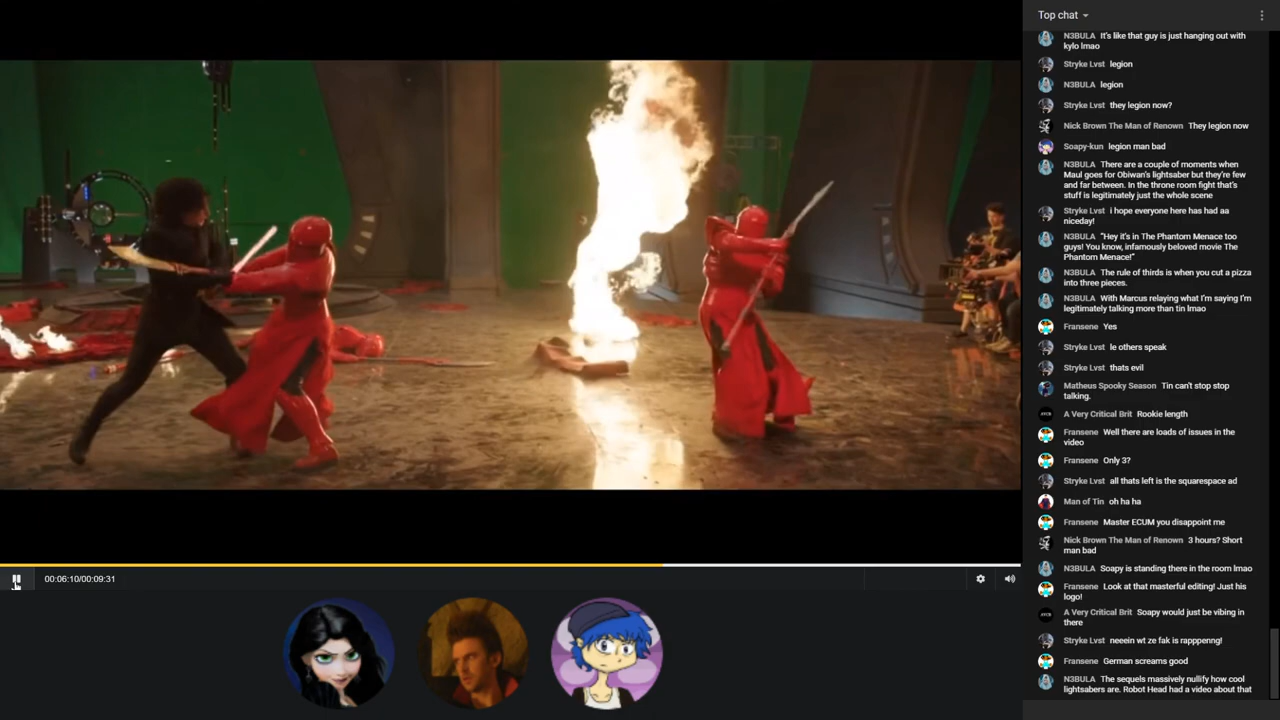 Top chat
N3BULA It's like that guy is just hanging out with
kylo lmao
Stryke Lvst legion
N3BULA legion
Stryke Lvst they legion now?
Nick Brown The Man of Renown They legion now
Soapy-kun legion man bad
N3BULA There are a couple of moments when
Maul goes for Obiwan's lightsaber but they're few
and far between. In the throne room fight that's
stuff is legitimately just the whole scene
Stryke Lvst i hope everyone here has had aa
niceday!
N3BULA "Hey it's in The Phantom Menace too
guys! You know, infamously beloved movie The
Phantom Menace!"
N3BULA The rule of thirds is when you cut a pizza
into three pieces.
N3BULA With Marcus relaying what I'm saying I'm
legitimately talking more than tin lmao
Fransene Yes
Stryke Lvst le others speak
Stryke Lvst thats evil
Matheus Spooky Season Tin can't stop stop
talking.
A Very Critical Brit Rookie length
Fransene Well there are loads of issues in the
video
Fransene Only 3?
Stryke Lvst all thats left is the squarespace ad
Man of Tin oh ha ha
Fransene Master ECUM you disappoint me
Nick Brown The Man of Renown 3 hours? Short
man bad
N3BULA Soapy is standing there in the room lmao
Fransene Look at that masterful editing! Just his
logo!
A Very Critical Brit Soapy would just be vibing in
there
Stryke Lvst neeein wt ze fak is rapppenng!
Fransene German screams good
N3BULA The sequels massively nullify how cool
lightsabers are. Robot Head had a video about that
00:06:10/00:09:31